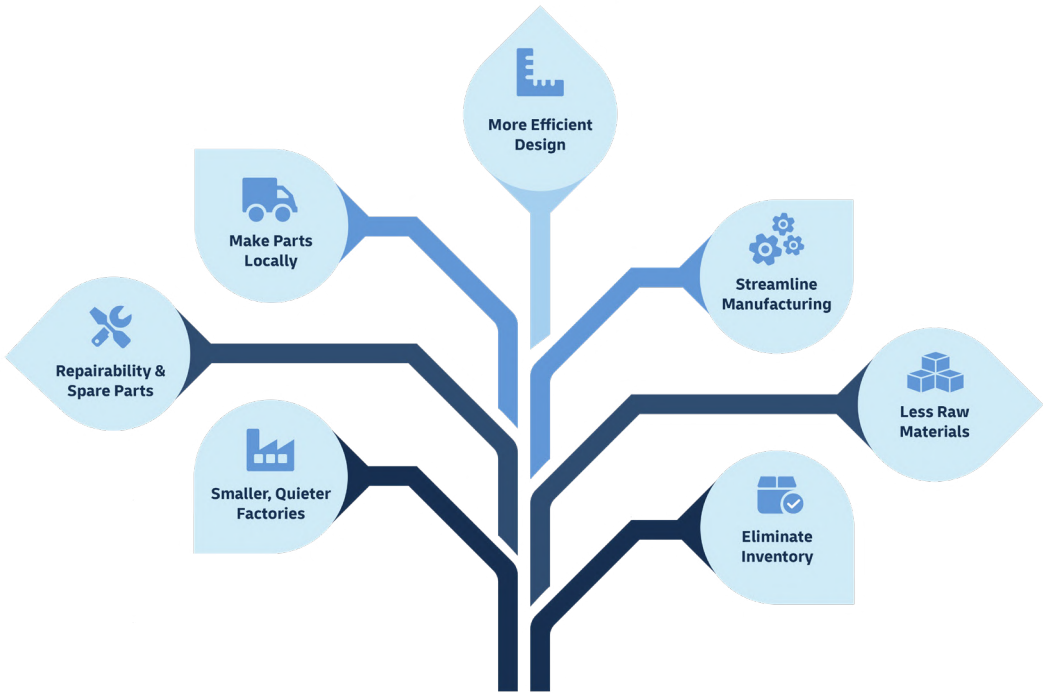 More Efficient
Design
Make Parts
Locally
Streamline
Manufacturing
Repairability &
Spare Parts
Less Raw
Materials
Smaller, Quieter
Factories
Eliminate
Inventory